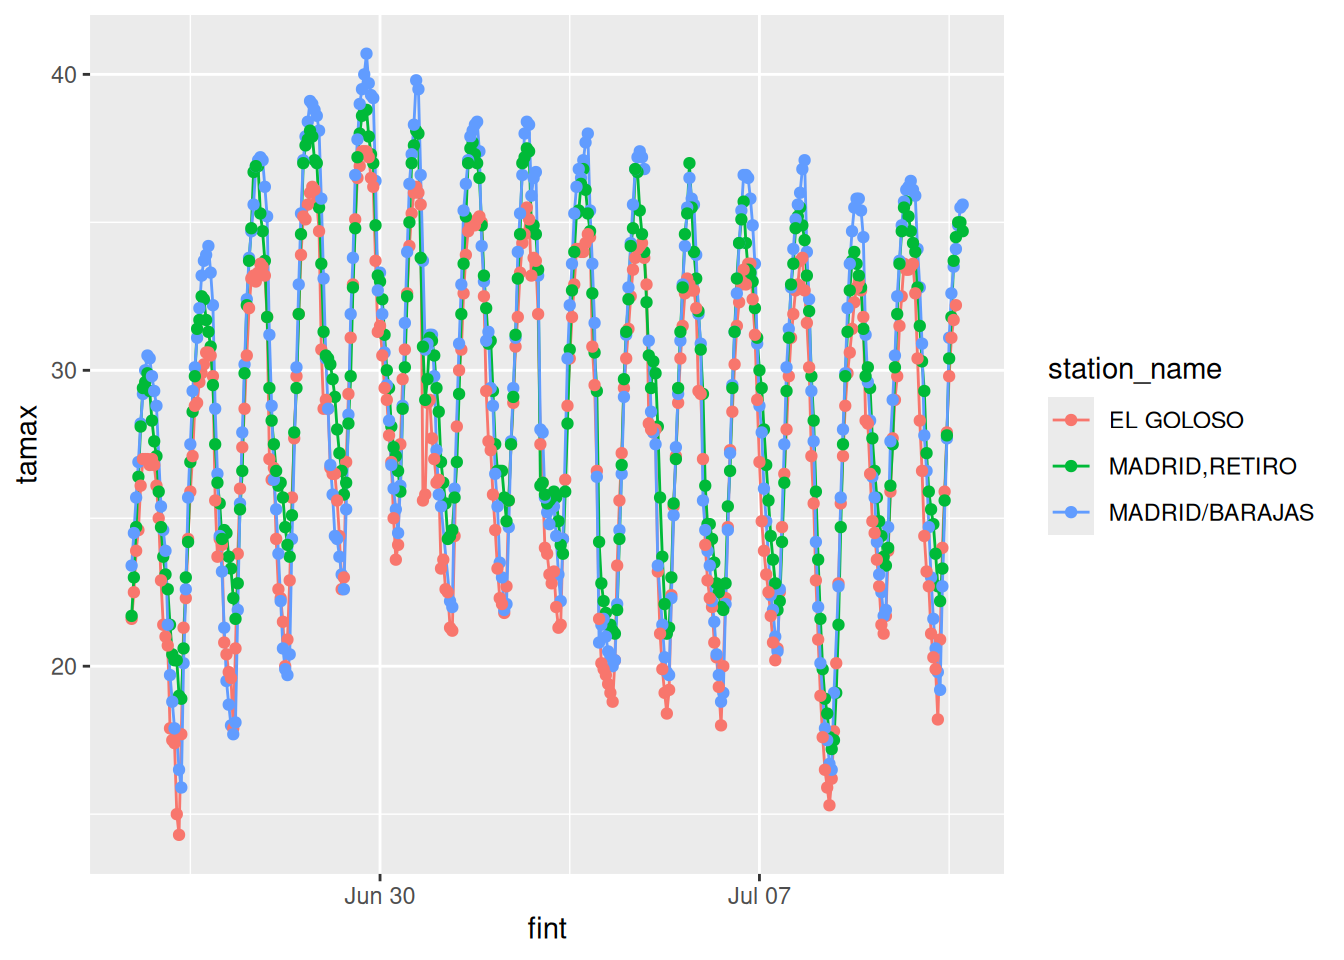 40
30
20
tamax
Jun 30
Jul 07
fint
station_name
EL GOLOSO
MADRID,RETIRO
MADRID/BARAJAS